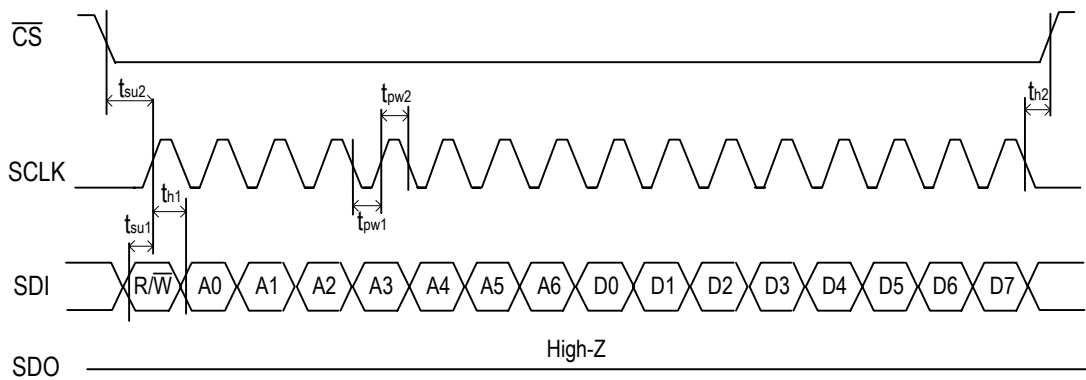 CS
tsu2
tpw2
th2
SCLK
th1
tpw1
tsu1
SDI
R/W A0 A1 A2 A3 A4 A5 A6 D0 D1 D2 D3 D4 D5 D6 D7
High-Z
SDO